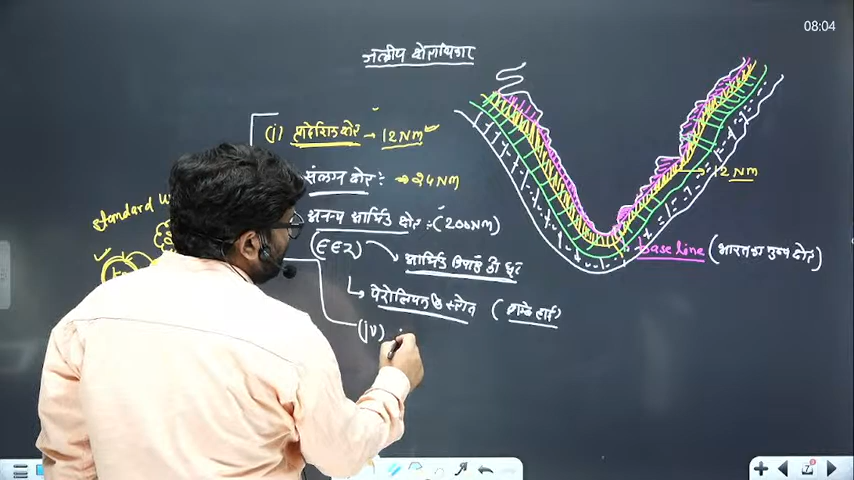 08:04
जलीय क्षेत्राधिकार
(i) प्रादेशिक क्षेत्र → 12 NM
संलग्न क्षेत्र :- → 24 NM
standard
अनन्य आर्थिक क्षेत्र :- (200 NM)
(EEZ)
आर्थिक क्रियाओं की छूट
पेट्रोलियम के स्त्रोत
(iv)
12 NM
base line (भारत का मुख्य क्षेत्र)